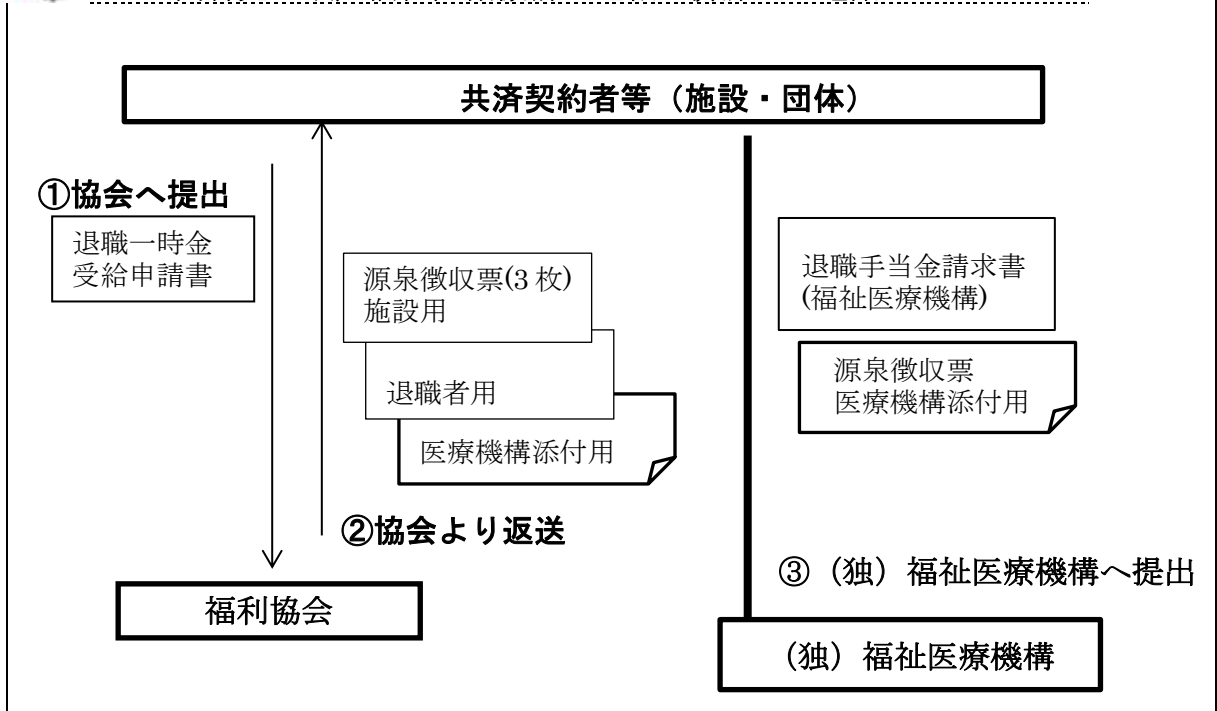 共済契約者等（施設・団体）
①協会へ提出
退職一時金
受給申請書
源泉徴収票(3 枚)
施設用
退職者用
医療機構添付用
②協会より返送
福利協会
退職手当金請求書
(福祉医療機構)
源泉徴収票
医療機構添付用
③（独）福祉医療機構へ提出
（独）福祉医療機構